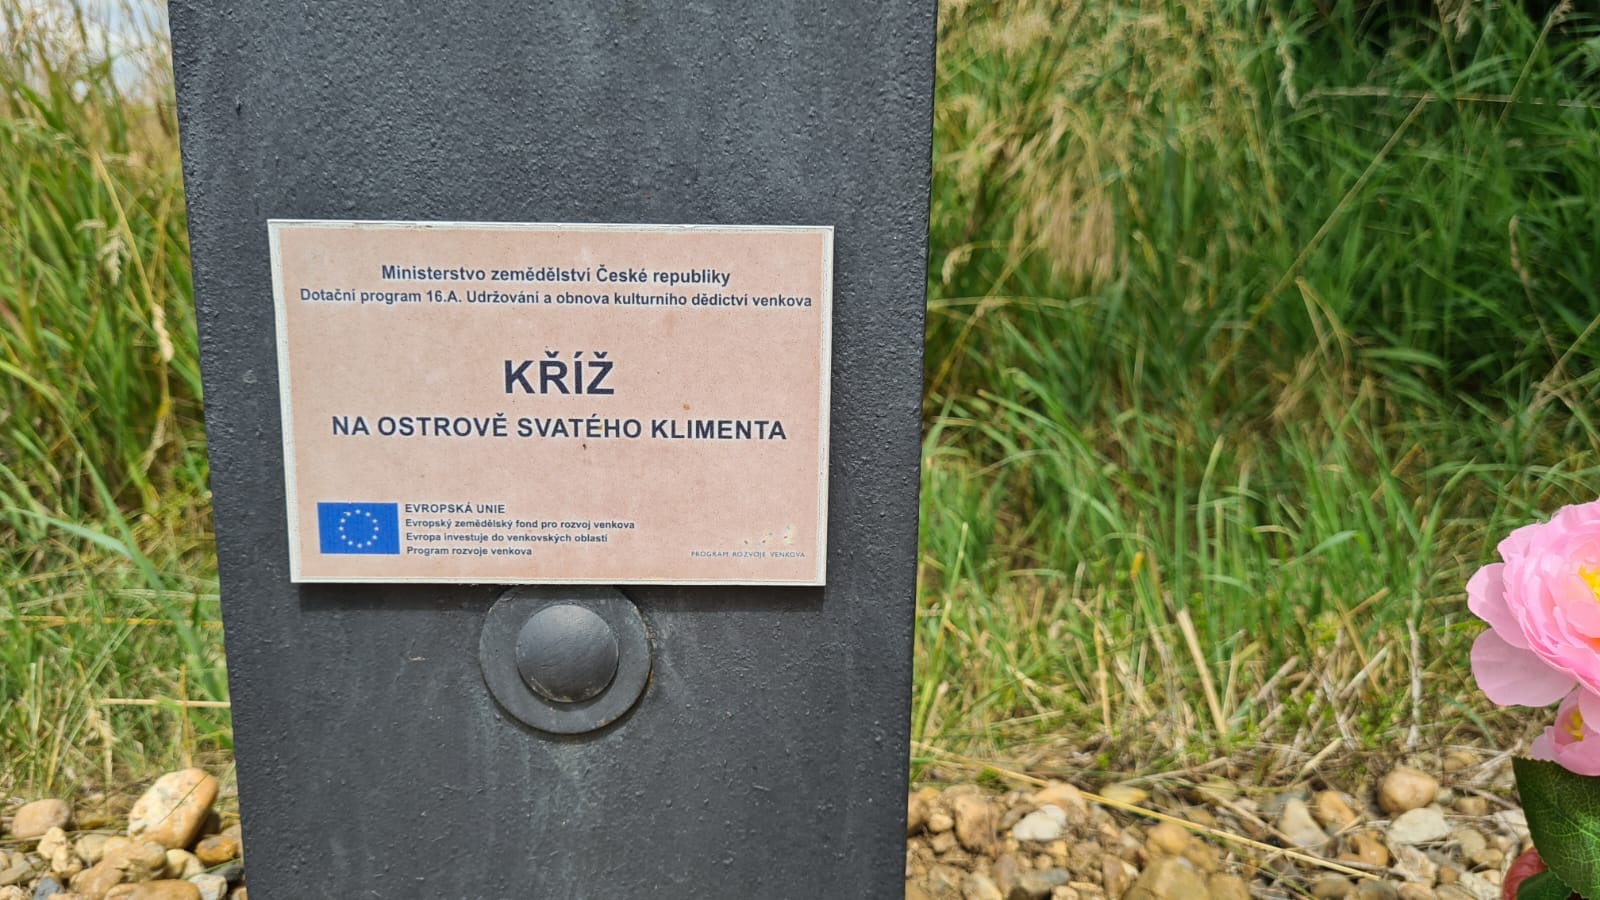 Ministerstvo zemědělství České republiky
Dotační program 16.A. Udržování a obnova kulturního dědictví venkova
KŘÍŽ
NA OSTROVĚ SVATÉHO KLIMENTA
EVROPSKÁ UNIE
Evropský zemědělský fond pro rozvoj venkova
Evropa investuje do venkovských oblastí
Program rozvoje venkova
PROGRAM ROZVOJE VENKOVA